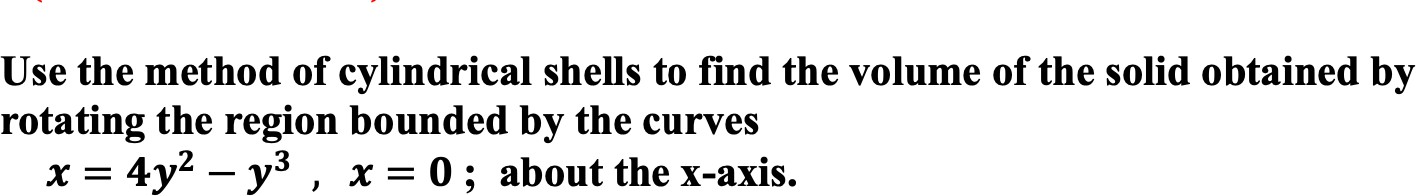 Use the method of cylindrical shells to find the volume of the solid obtained by
rotating the region bounded by the curves
x = 4y² − y³ , x = 0 ; about the x-axis.